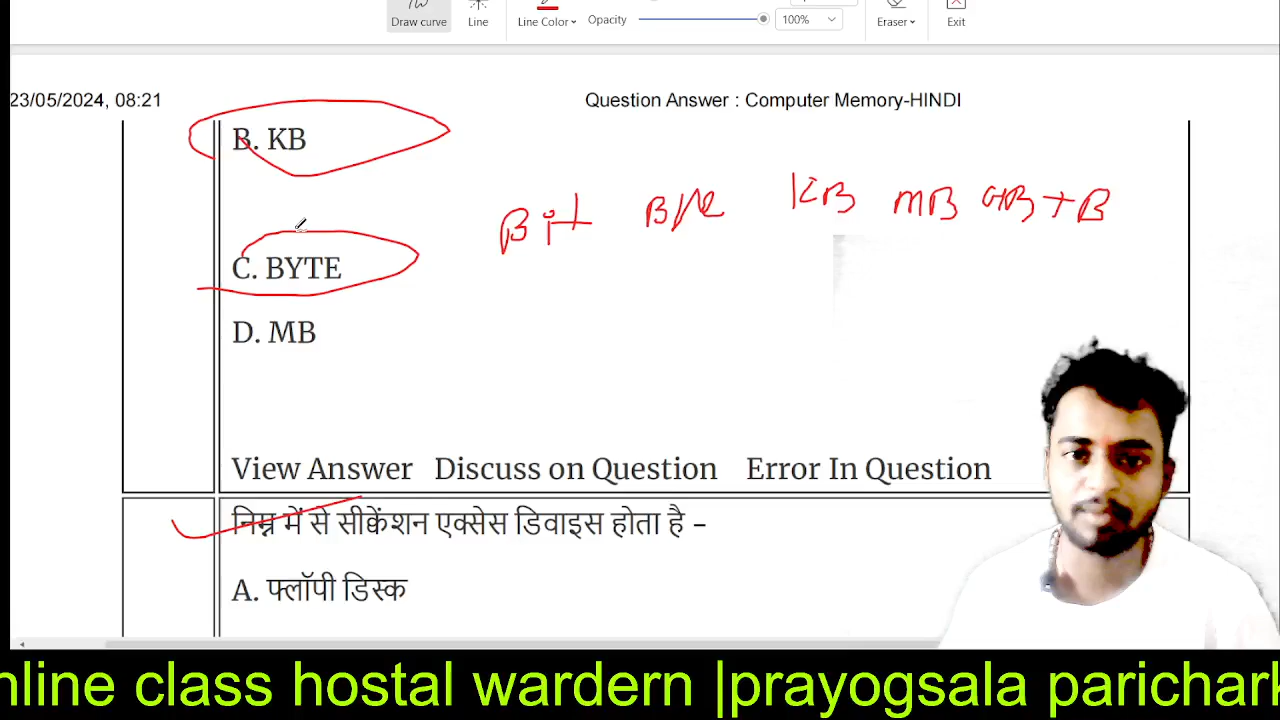 Draw curve Line Line Color Opacity 100% Eraser Exit
23/05/2024, 08:21 Question Answer : Computer Memory-HINDI
B. KB
Bit Byte KB MB GB TB
C. BYTE
D. MB
View Answer Discuss on Question Error In Question
निम्न में से सीक्वेंशन एक्सेस डिवाइस होता है –
A. फ्लॉपी डिस्क
nline class hostal wardern |prayogsala parichark